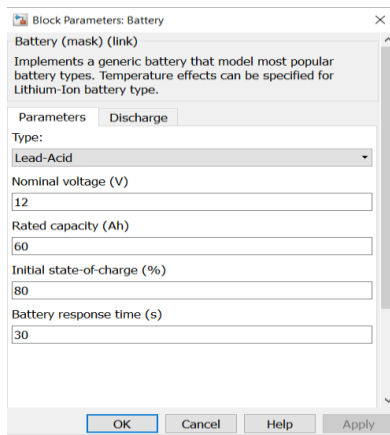 Block Parameters: Battery
Battery (mask) (link)
Implements a generic battery that model most popular
battery types. Temperature effects can be specified for
Lithium-Ion battery type.
Parameters Discharge
Type:
Lead-Acid
Nominal voltage (V)
12
Rated capacity (Ah)
60
Initial state-of-charge (%)
80
Battery response time (s)
30
OK Cancel Help Apply